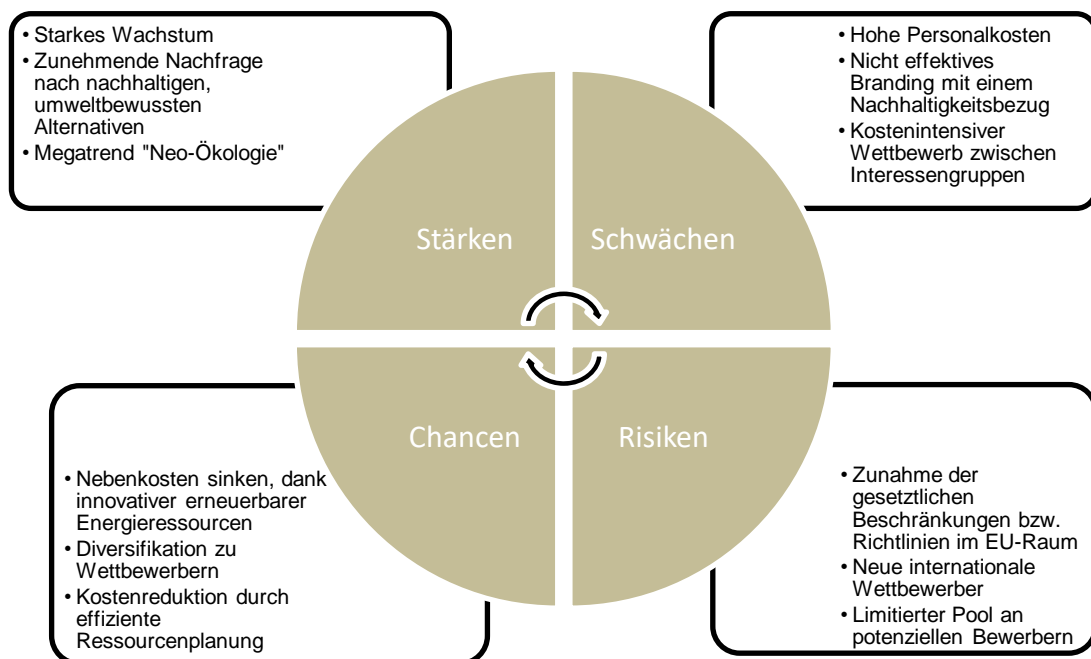 • Starkes Wachstum
• Zunehmende Nachfrage
nach nachhaltigen,
umweltbewussten
Alternativen
• Megatrend "Neo-Ökologie"
• Hohe Personalkosten
• Nicht effektives
Branding mit einem
Nachhaltigkeitsbezug
• Kostenintensiver
Wettbewerb zwischen
Interessengruppen
Stärken
Schwächen
Chancen
Risiken
• Nebenkosten sinken, dank
innovativer erneuerbarer
Energieressourcen
• Diversifikation zu
Wettbewerbern
• Kostenreduktion durch
effiziente
Ressourcenplanung
• Zunahme der
gesetztlichen
Beschränkungen bzw.
Richtlinien im EU-Raum
• Neue internationale
Wettbewerber
• Limitierter Pool an
potenziellen Bewerbern